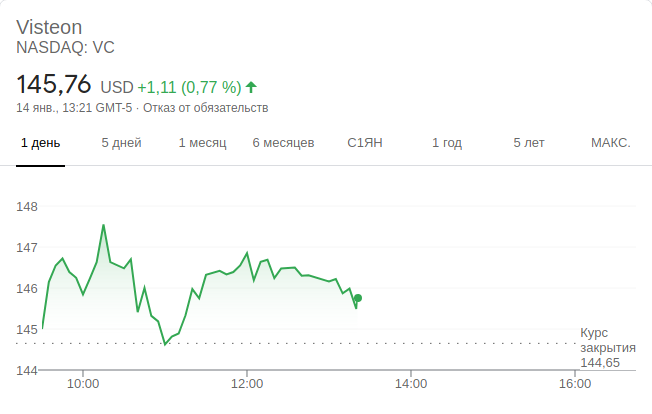 Visteon
NASDAQ: VC
145,76 USD +1,11 (0,77 %)
14 янв., 13:21 GMT-5 · Отказ от обязательств
1 день 5 дней 1 месяц 6 месяцев С1ЯН 1 год 5 лет МАКС.
148
147
146
145
144
Курс
закрытия
144,65
10:00 12:00 14:00 16:00